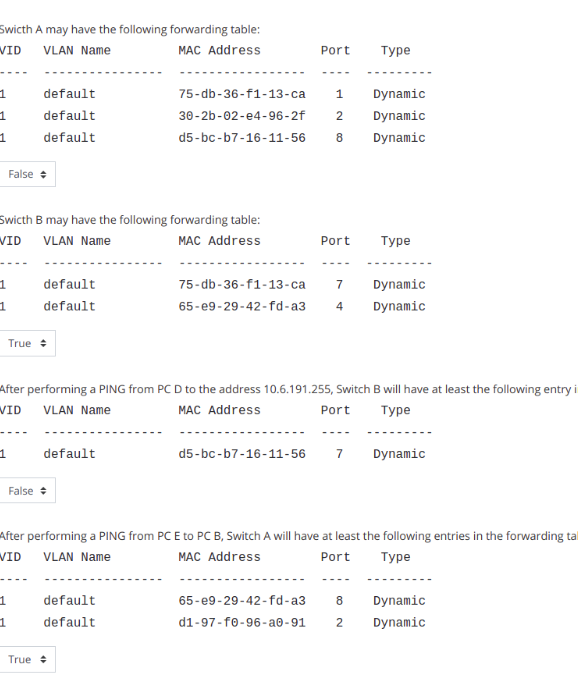 Swicth A may have the following forwarding table:
VID VLAN Name MAC Address Port Type
---- ---------------- ----------------- ---- ---------
1 default 75-db-36-f1-13-ca 1 Dynamic
1 default 30-2b-02-e4-96-2f 2 Dynamic
1 default d5-bc-b7-16-11-56 8 Dynamic
False
Swicth B may have the following forwarding table:
VID VLAN Name MAC Address Port Type
---- ---------------- ----------------- ---- ---------
1 default 75-db-36-f1-13-ca 7 Dynamic
1 default 65-e9-29-42-fd-a3 4 Dynamic
True
After performing a PING from PC D to the address 10.6.191.255, Switch B will have at least the following entry i
VID VLAN Name MAC Address Port Type
---- ---------------- ----------------- ---- ---------
1 default d5-bc-b7-16-11-56 7 Dynamic
False
After performing a PING from PC E to PC B, Switch A will have at least the following entries in the forwarding ta
VID VLAN Name MAC Address Port Type
---- ---------------- ----------------- ---- ---------
1 default 65-e9-29-42-fd-a3 8 Dynamic
1 default d1-97-f0-96-a0-91 2 Dynamic
True